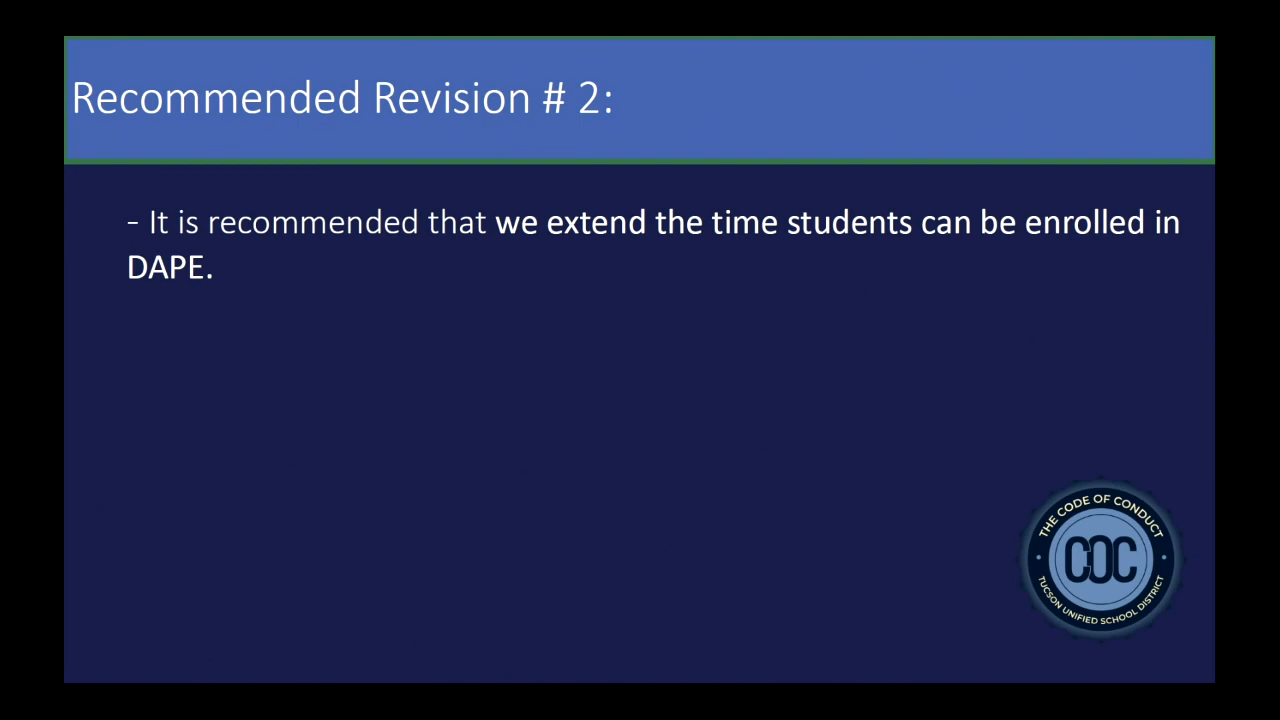 Recommended Revision # 2:
- It is recommended that we extend the time students can be enrolled in
DAPE.
THE CODE OF CONDUCT
COC
TUCSON UNIFIED SCHOOL DISTRICT